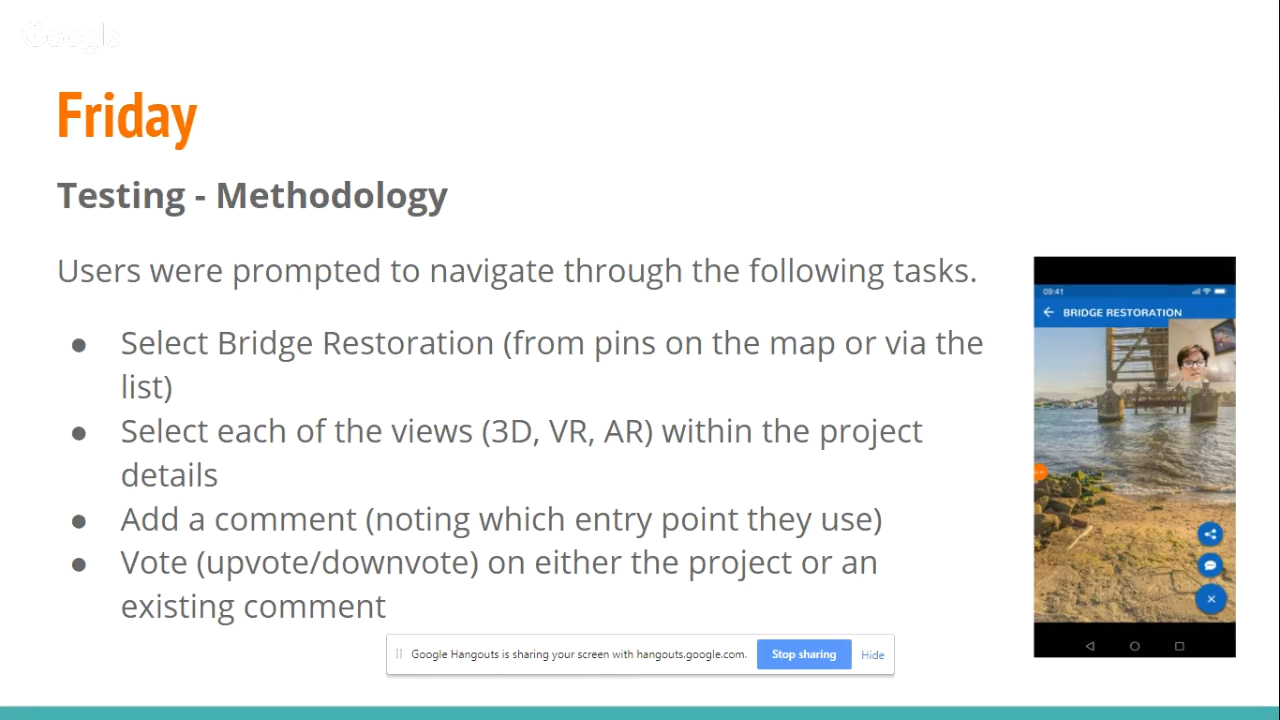 Google
Friday
Testing - Methodology
Users were prompted to navigate through the following tasks.
● Select Bridge Restoration (from pins on the map or via the
list)
● Select each of the views (3D, VR, AR) within the project
details
● Add a comment (noting which entry point they use)
● Vote (upvote/downvote) on either the project or an
existing comment
09:41
BRIDGE RESTORATION
Google Hangouts is sharing your screen with hangouts.google.com.
Stop sharing
Hide